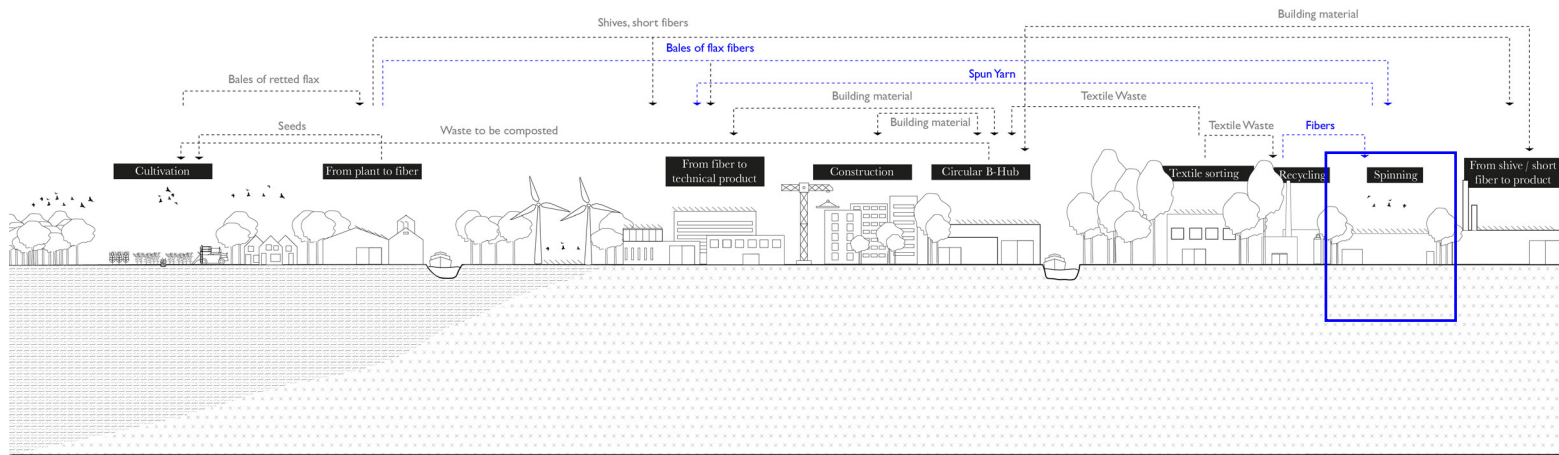 Building material
Shives, short fibers
Bales of flax fibers
Spun Yarn
Bales of retted flax
Building material
Textile Waste
Seeds
Waste to be composted
Building material
Textile Waste
Fibers
Cultivation
From plant to fiber
From fiber to
technical product
Construction
Circular B-Hub
Textile sorting
Recycling
Spinning
From shive / short
fiber to product